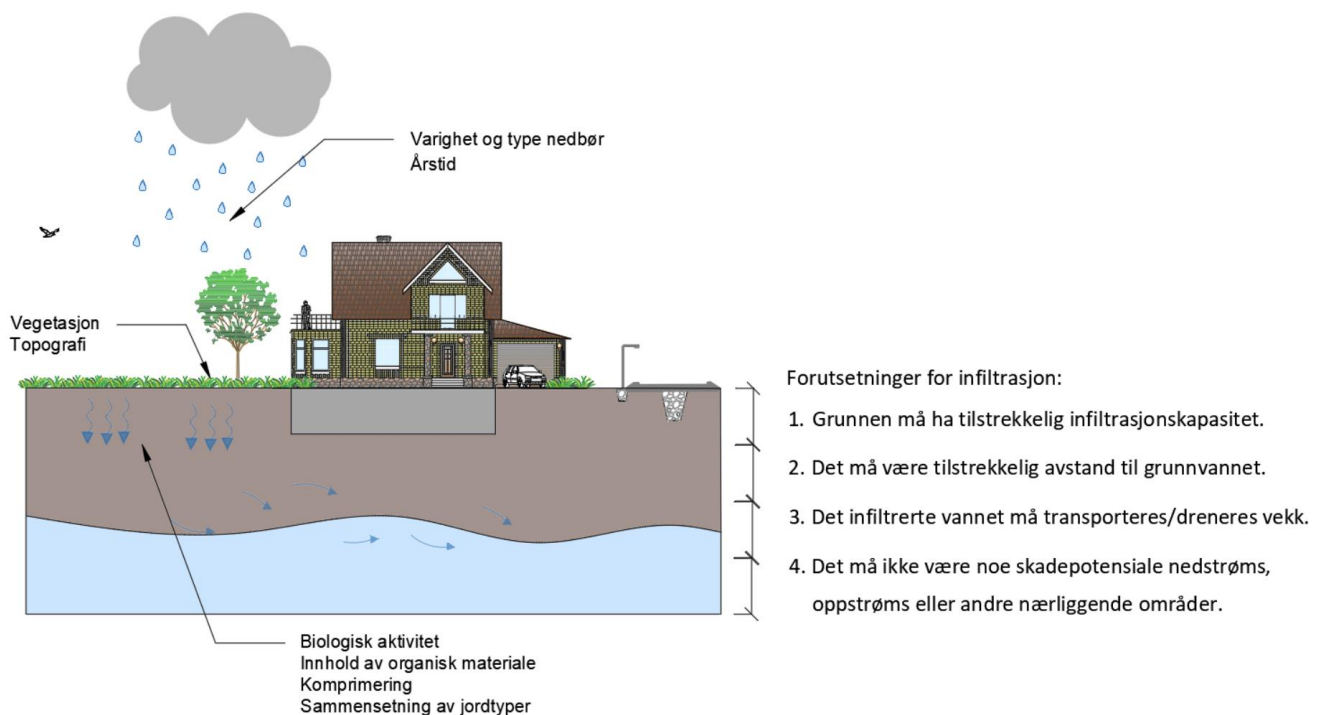 Varighet og type nedbør
Årstid
Vegetasjon
Topografi
Forutsetninger for infiltrasjon:
1. Grunnen må ha tilstrekkelig infiltrasjonskapasitet.
2. Det må være tilstrekkelig avstand til grunnvannet.
3. Det infiltrerte vannet må transporteres/dreneres vekk.
4. Det må ikke være noe skadepotensiale nedstrøms,
oppstrøms eller andre nærliggende områder.
Biologisk aktivitet
Innhold av organisk materiale
Komprimering
Sammensetning av jordtyper